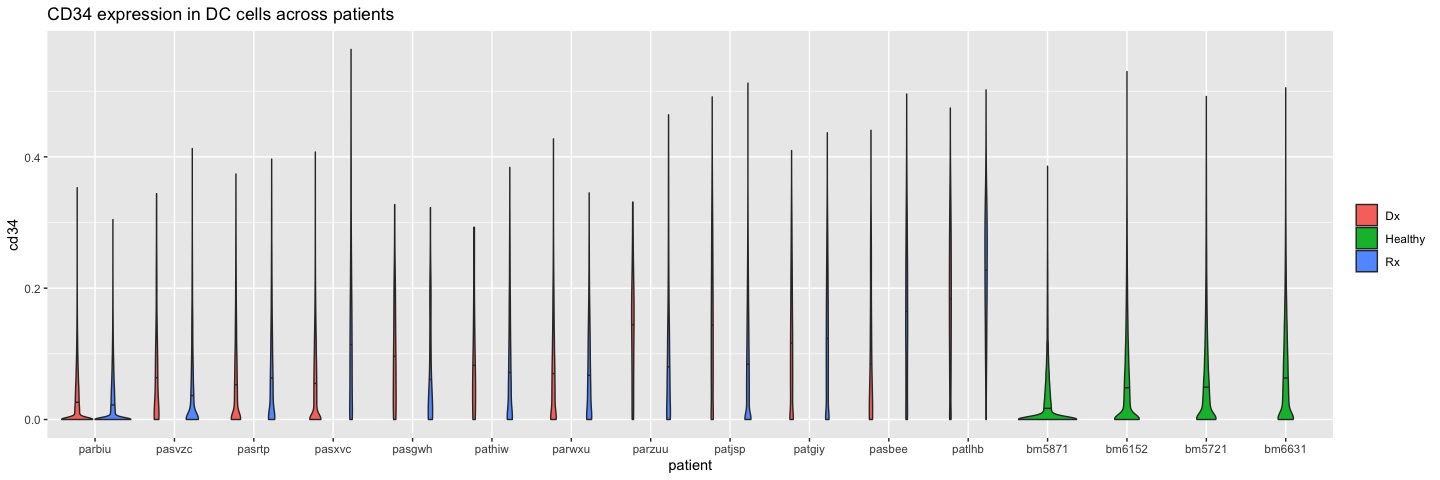 CD34 expression in DC cells across patients
cd34
0.4
0.2
0.0
parbiu pasvzc pasrtp pasxvc pasgwh pathiw parwxu parzuu patjsp patgiy pasbee patlhb bm5871 bm6152 bm5721 bm6631
patient
Dx
Healthy
Rx